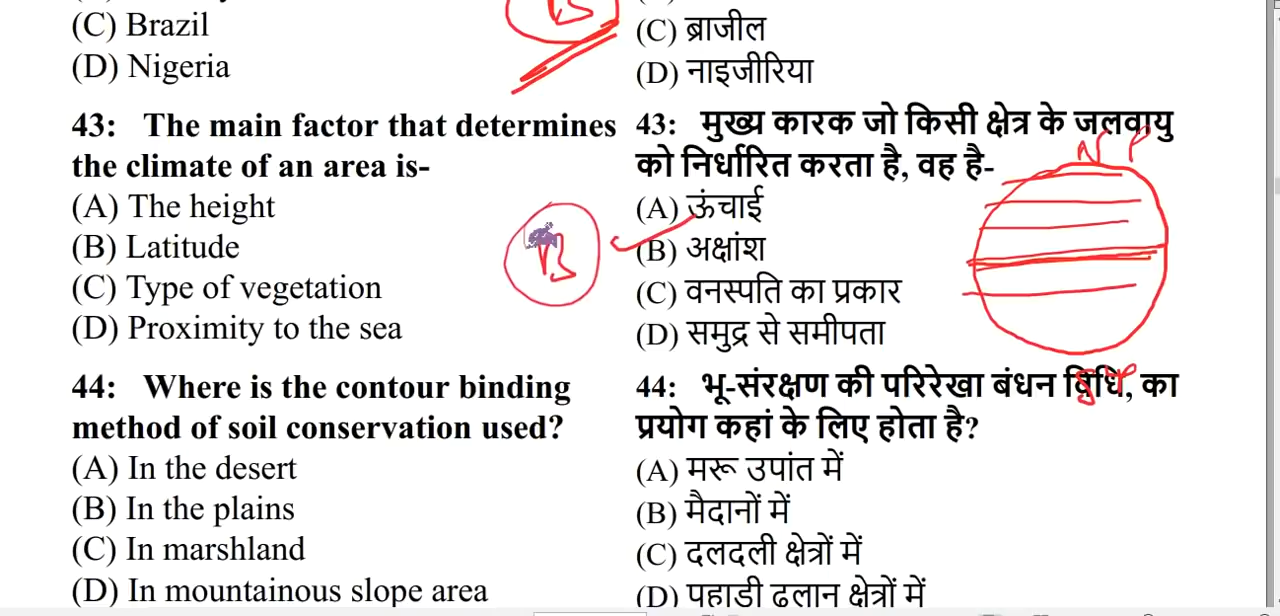 (C) Brazil
(D) Nigeria
43: The main factor that determines
the climate of an area is-
(A) The height
(B) Latitude
(C) Type of vegetation
(D) Proximity to the sea
44: Where is the contour binding
method of soil conservation used?
(A) In the desert
(B) In the plains
(C) In marshland
(D) In mountainous slope area
B
B
(C) ब्राजील
(D) नाइजीरिया
43: मुख्य कारक जो किसी क्षेत्र के जलवायु
को निर्धारित करता है, वह है-
(A) ऊंचाई
(B) अक्षांश
(C) वनस्पति का प्रकार
(D) समुद्र से समीपता
44: भू-संरक्षण की परिरेखा बंधन विधि, का
प्रयोग कहां के लिए होता है?
(A) मरू उपांत में
(B) मैदानों में
(C) दलदली क्षेत्रों में
(D) पहाड़ी ढलान क्षेत्रों में
NP
SP